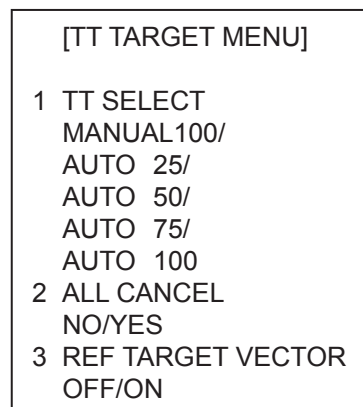 [TT TARGET MENU]
1 TT SELECT
MANUAL100/
AUTO 25/
AUTO 50/
AUTO 75/
AUTO 100
2 ALL CANCEL
NO/YES
3 REF TARGET VECTOR
OFF/ON